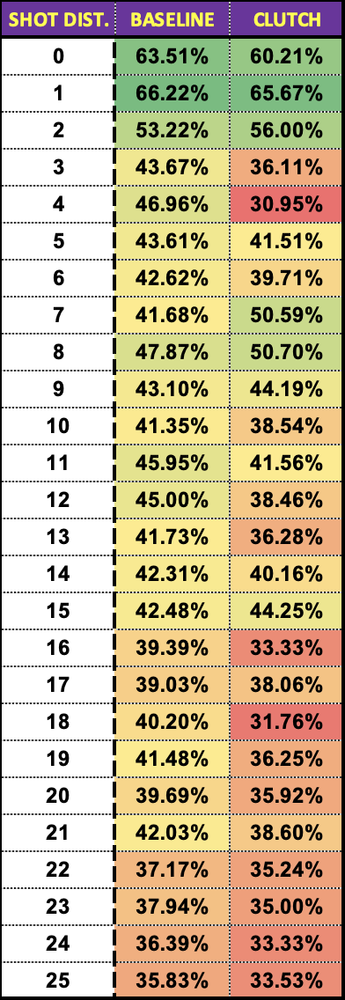 SHOT DIST. BASELINE CLUTCH
0 63.51% 60.21%
1 66.22% 65.67%
2 53.22% 56.00%
3 43.67% 36.11%
4 46.96% 30.95%
5 43.61% 41.51%
6 42.62% 39.71%
7 41.68% 50.59%
8 47.87% 50.70%
9 43.10% 44.19%
10 41.35% 38.54%
11 45.95% 41.56%
12 45.00% 38.46%
13 41.73% 36.28%
14 42.31% 40.16%
15 42.48% 44.25%
16 39.39% 33.33%
17 39.03% 38.06%
18 40.20% 31.76%
19 41.48% 36.25%
20 39.69% 35.92%
21 42.03% 38.60%
22 37.17% 35.24%
23 37.94% 35.00%
24 36.39% 33.33%
25 35.83% 33.53%